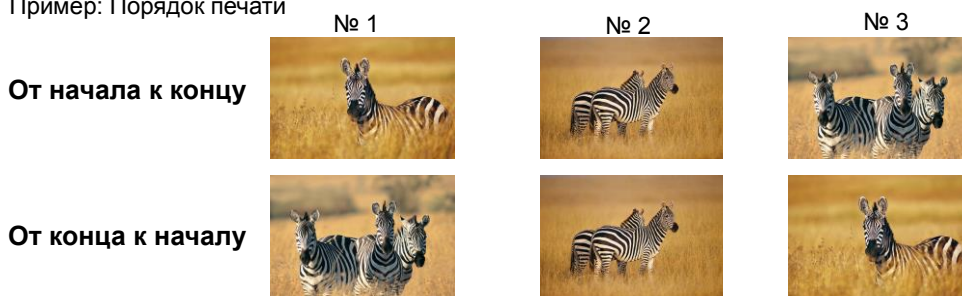 Пример: Порядок печати
№ 1
№ 2
№ 3
От начала к концу
От конца к началу